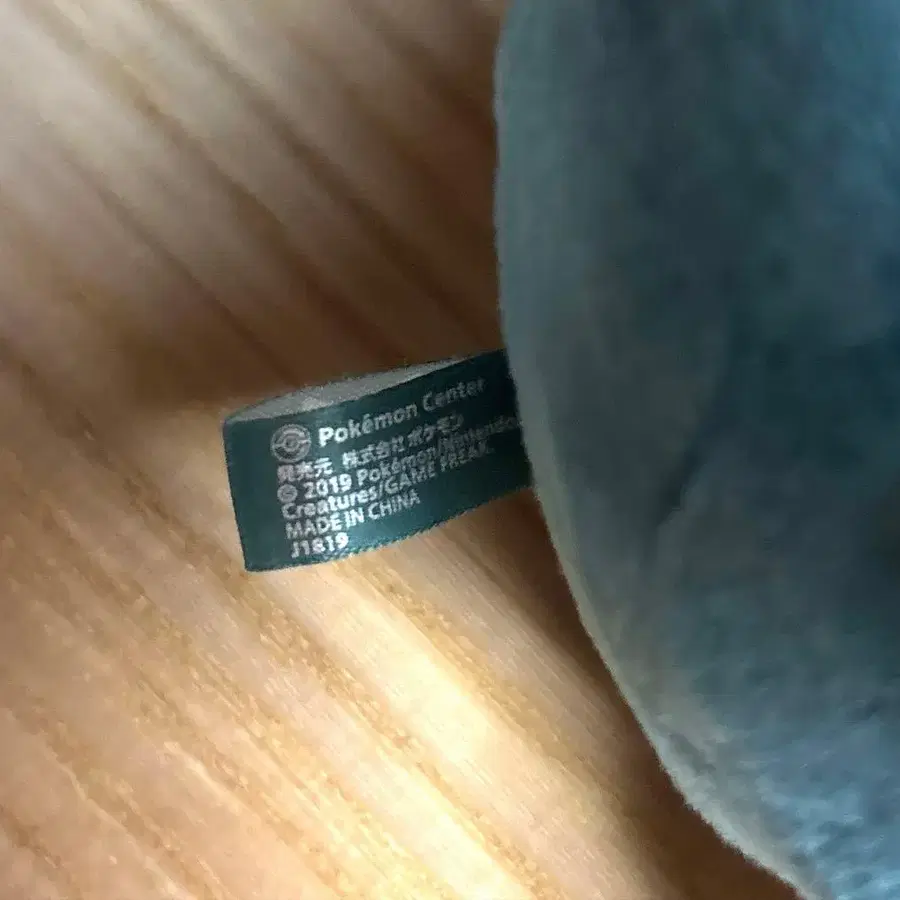 Pokémon Center
発売元 株式会社ポケモン
© 2019 Pokémon/Nintendo
Creatures/GAME FREAK.
MADE IN CHINA
J1819